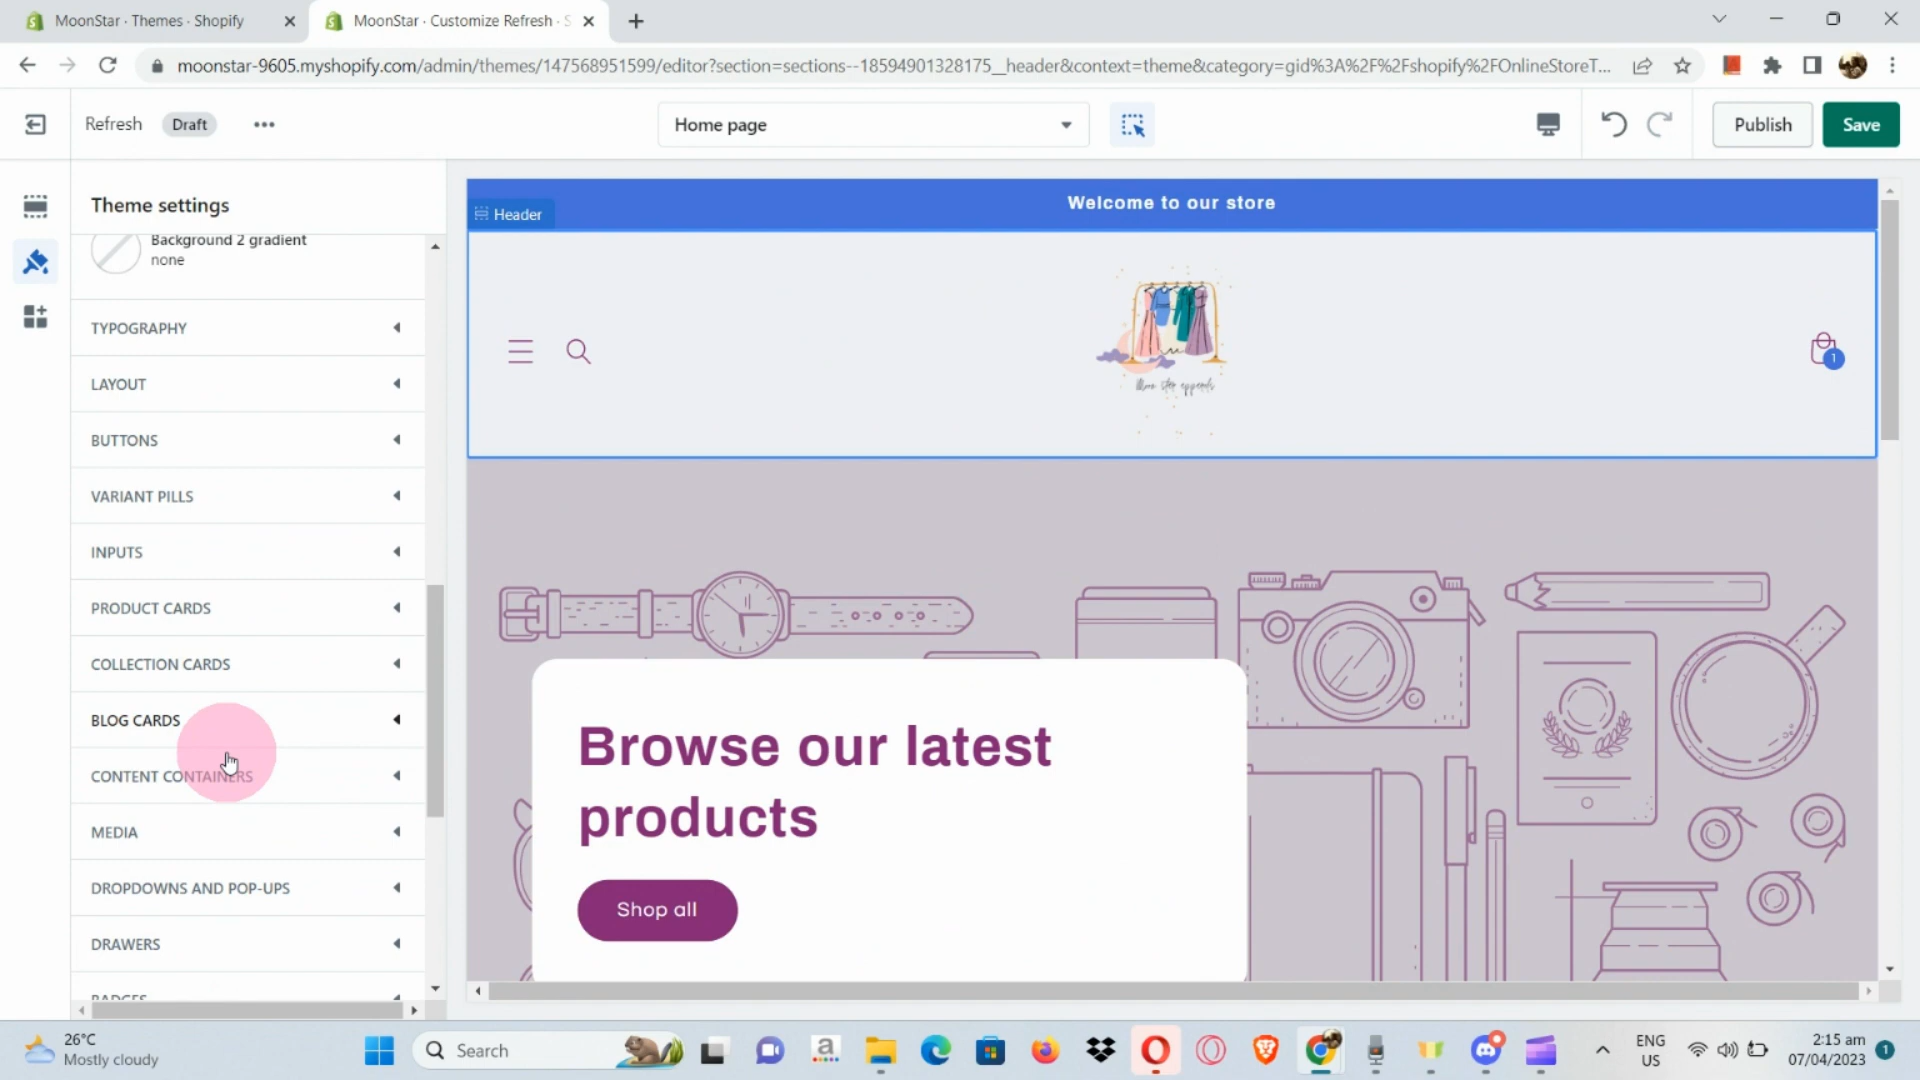 MoonStar · Themes · Shopify
MoonStar · Customize Refresh · S
moonstar-9605.myshopify.com/admin/themes/147568951599/editor?section=sections--18594901328175__header&context=theme&category=gid%3A%2F%2Fshopify%2FOnlineStoreT...
Refresh
Draft
Home page
Publish
Save
Theme settings
Background 2 gradient
none
TYPOGRAPHY
LAYOUT
BUTTONS
VARIANT PILLS
INPUTS
PRODUCT CARDS
COLLECTION CARDS
BLOG CARDS
CONTENT CONTAINERS
MEDIA
DROPDOWNS AND POP-UPS
DRAWERS
BADGES
Welcome to our store
Header
1
Browse our latest
products
Shop all
26°C
Mostly cloudy
Search
ENG
US
2:15 am
07/04/2023
1